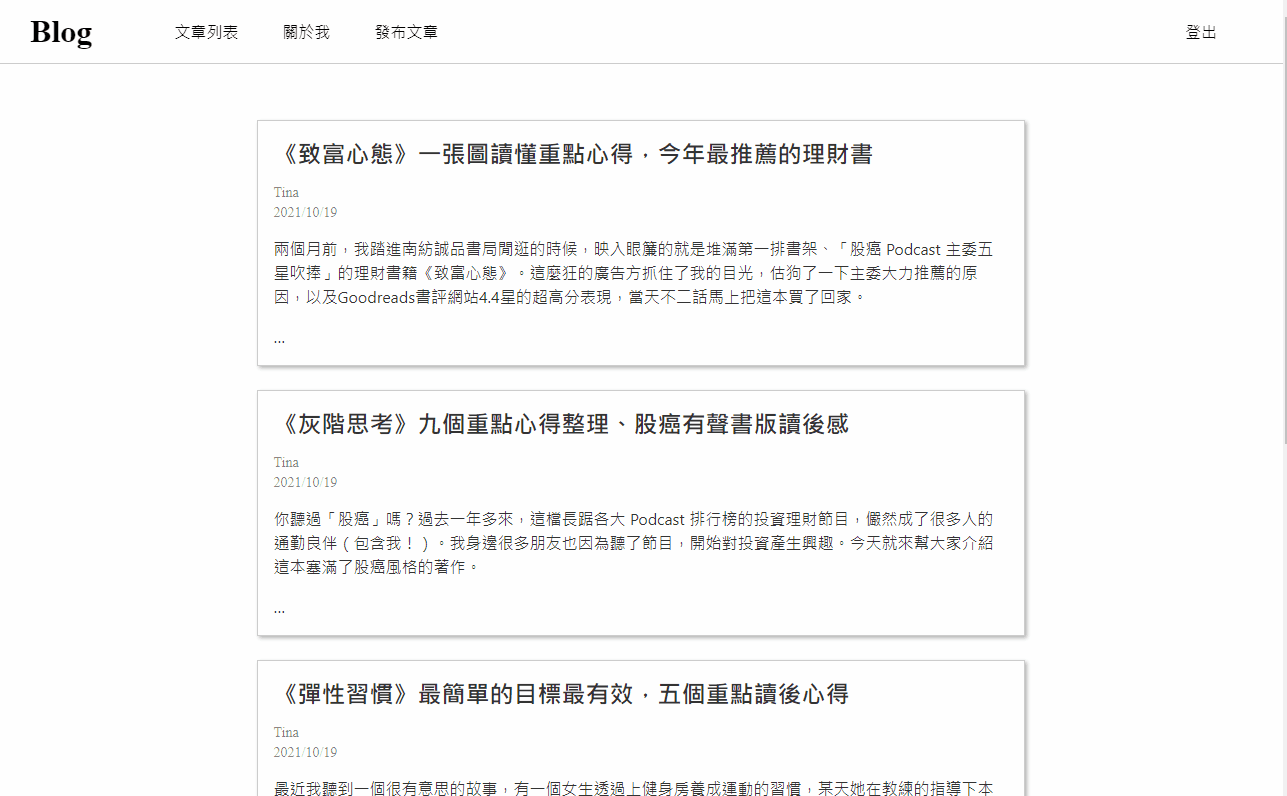 Blog
文章列表
關於我
發布文章
登出
《致富心態》一張圖讀懂重點心得，今年最推薦的理財書
Tina
2021/10/19
兩個月前，我踏進南紡誠品書局閒逛的時候，映入眼簾的就是堆滿第一排書架、「股癌 Podcast 主委五
星吹捧」的理財書籍《致富心態》。這麼狂的廣告方抓住了我的目光，估狗了一下主委大力推薦的原
因，以及Goodreads書評網站4.4星的超高分表現，當天不二話馬上把這本買了回家。
...
《灰階思考》九個重點心得整理、股癌有聲書版讀後感
Tina
2021/10/19
你聽過「股癌」嗎？過去一年多來，這檔長踞各大 Podcast 排行榜的投資理財節目，儼然成了很多人的
通勤良伴（包含我！）。我身邊很多朋友也因為聽了節目，開始對投資產生興趣。今天就來幫大家介紹
這本塞滿了股癌風格的著作。
...
《彈性習慣》最簡單的目標最有效，五個重點讀後心得
Tina
2021/10/19
最近我聽到一個很有意思的故事，有一個女生透過上健身房養成運動的習慣，某天她在教練的指導下本